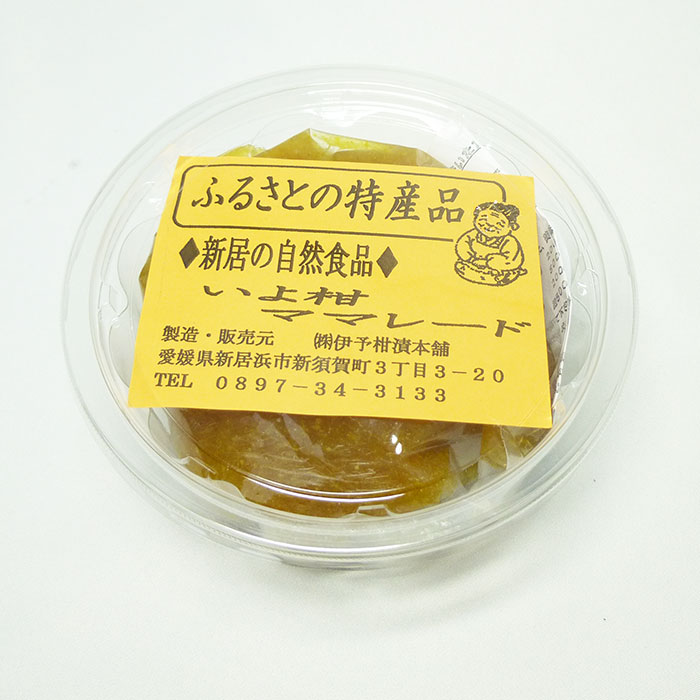 ふるさとの特産品
◆新居の自然食品◆
いよ柑
ママレード
製造・販売元 ㈱伊予柑漬本舗
愛媛県新居浜市新須賀町3丁目3-20
TEL 0897-34-3133